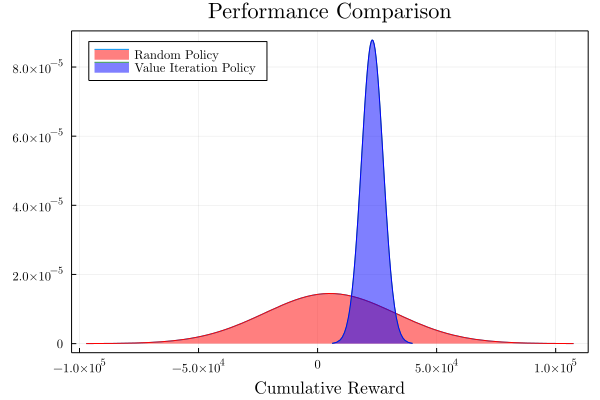 Performance Comparison
Random Policy
Value Iteration Policy
8.0×10⁻⁵
6.0×10⁻⁵
4.0×10⁻⁵
2.0×10⁻⁵
0
−1.0×10⁵ −5.0×10⁴ 0 5.0×10⁴ 1.0×10⁵
Cumulative Reward